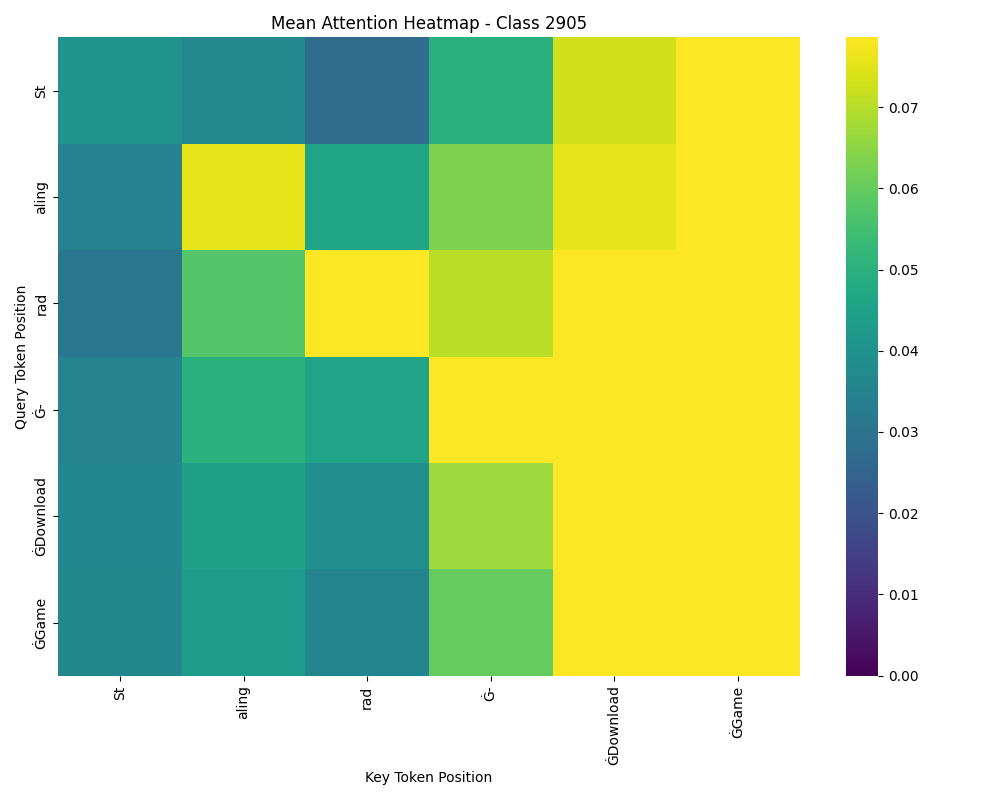 Mean Attention Heatmap - Class 2905
Query Token Position
St
aling
rad
Ġ-
ĠDownload
ĠGame
St
aling
rad
Ġ-
ĠDownload
ĠGame
Key Token Position
0.07
0.06
0.05
0.04
0.03
0.02
0.01
0.00